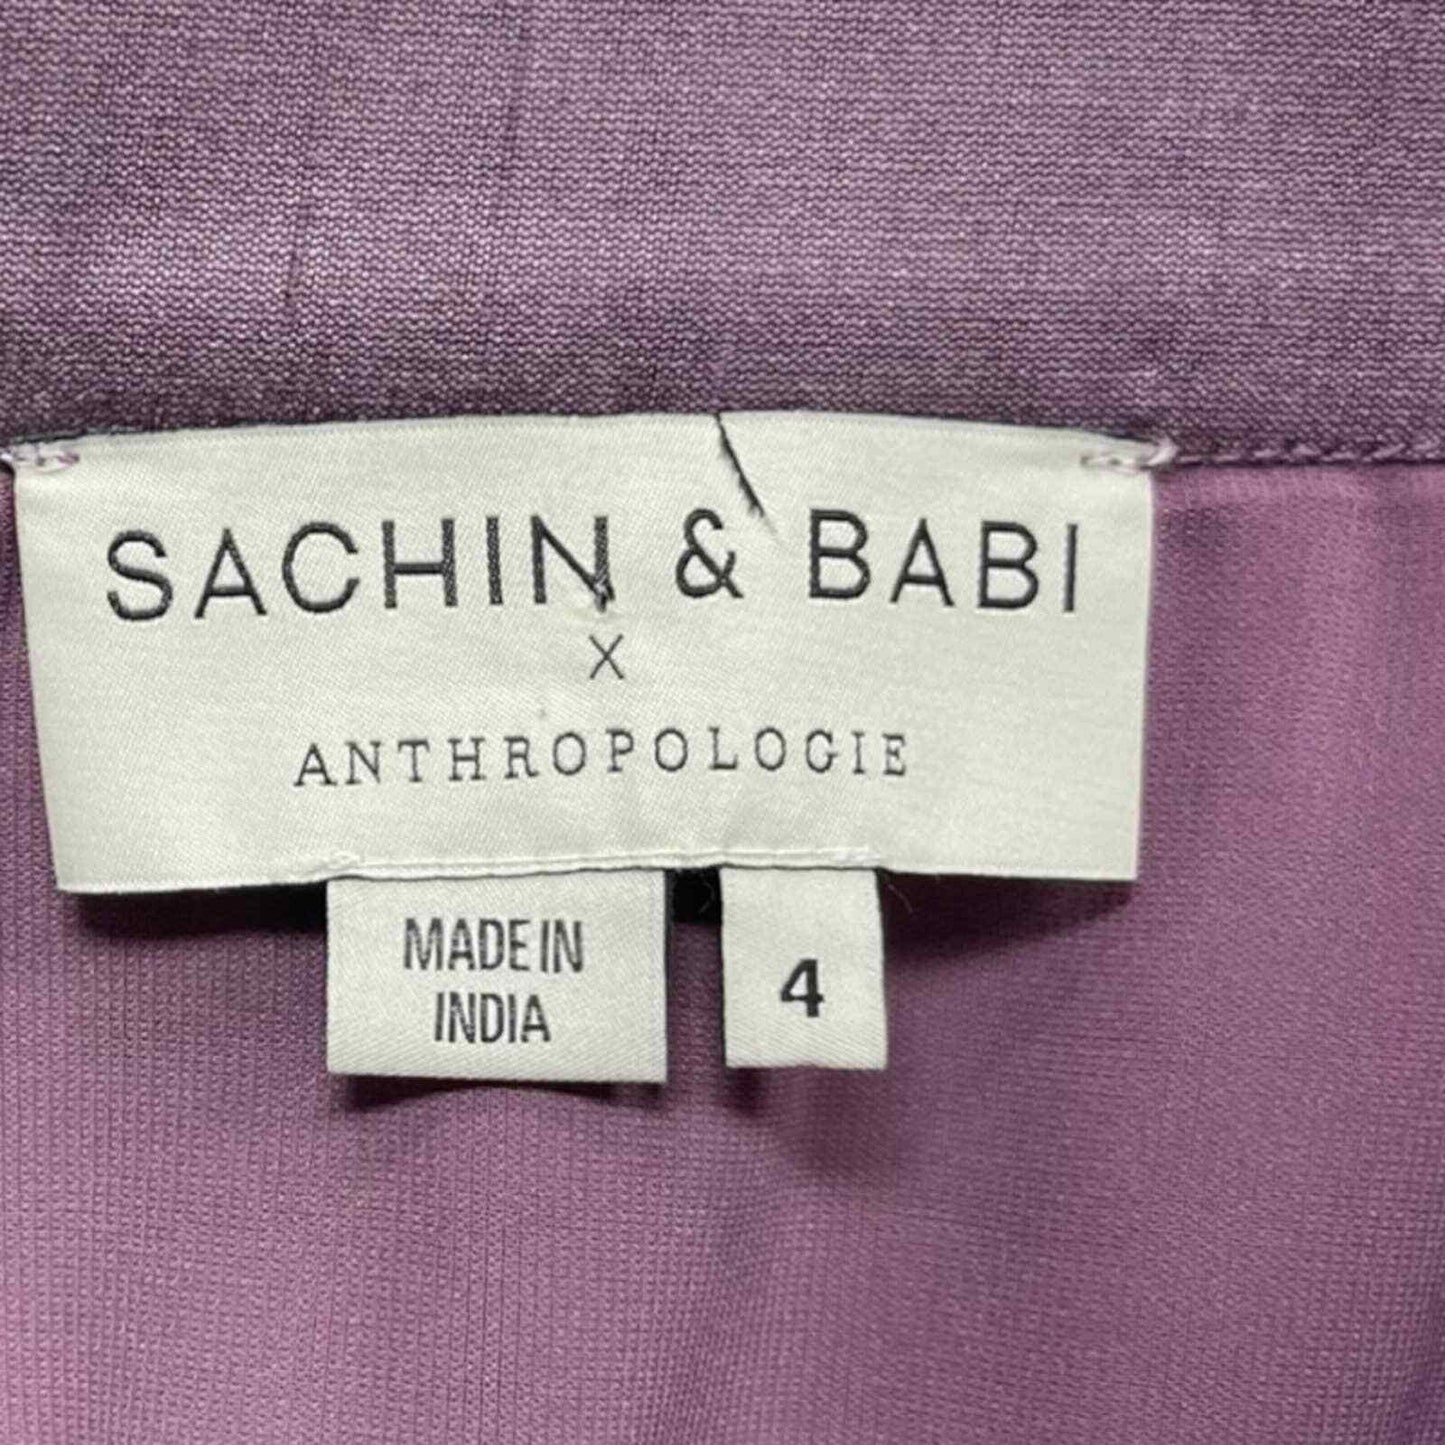 SACHIN & BABI
X
ANTHROPOLOGIE
MADE IN
INDIA
4